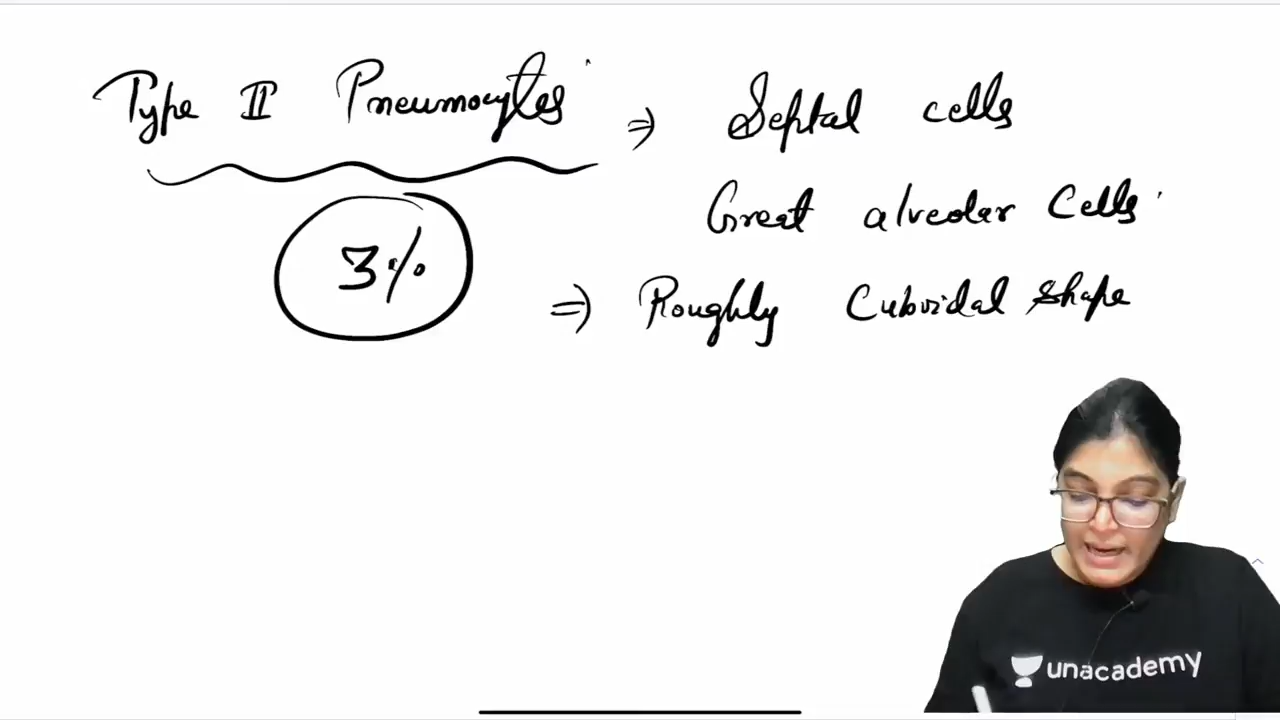 Type II Pneumocytes ⇒ Septal cells
Great alveolar Cells
3%
⇒ Roughly Cuboidal shape
unacademy